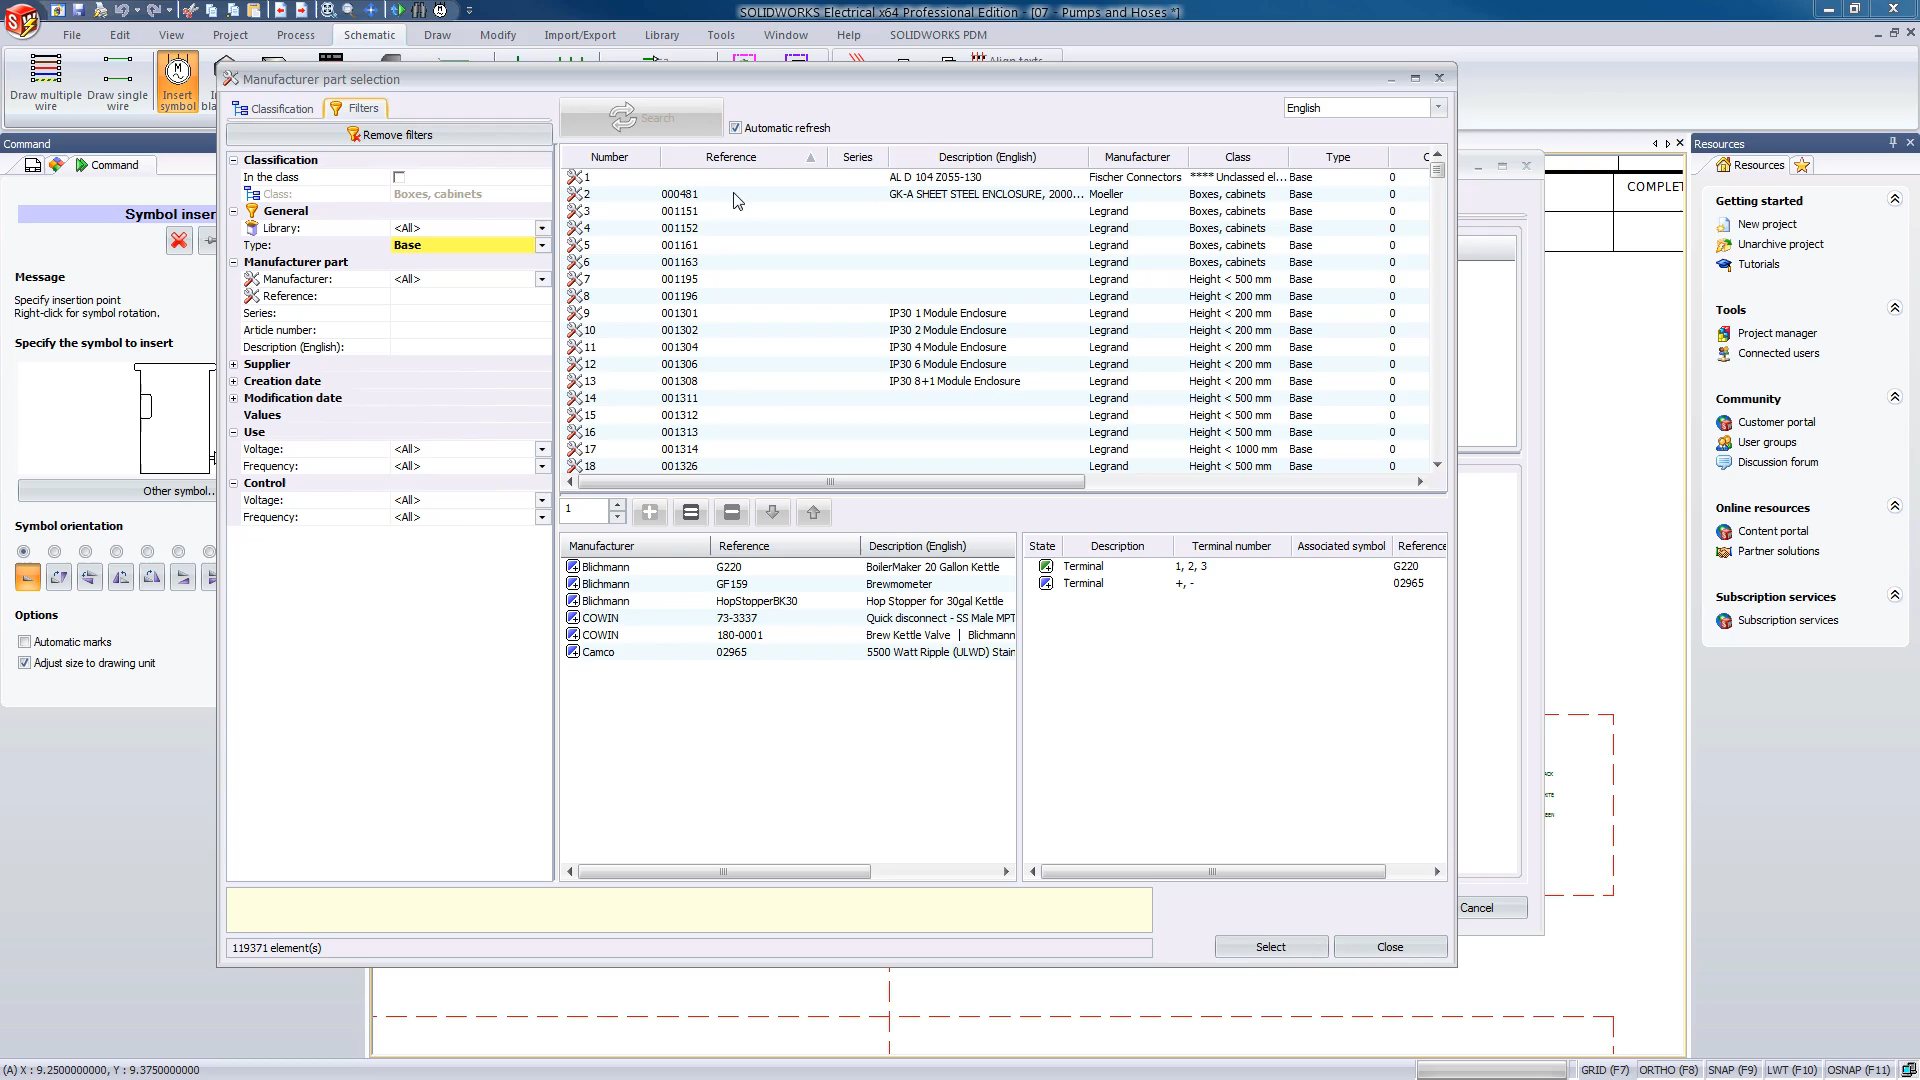 SOLIDWORKS Electrical x64 Professional Edition - [07 - Pumps and Hoses *]
File Edit View Project Process Schematic Draw Modify Import/Export Library Tools Window Help SOLIDWORKS PDM
Draw multiple wire
Draw single wire
Insert symbol
Align texts
Manufacturer part selection
Classification Filters
Remove filters
Search
Automatic refresh
English
Command
Command
Symbol inser
Message
Specify insertion point
Right-click for symbol rotation.
Specify the symbol to insert
Other symbol..
Symbol orientation
Options
Automatic marks
Adjust size to drawing unit
Classification
In the class
Class: Boxes, cabinets
General
Library: <All>
Type: Base
Manufacturer part
Manufacturer: <All>
Reference:
Series:
Article number:
Description (English):
Supplier
Creation date
Modification date
Values
Use
Voltage: <All>
Frequency: <All>
Control
Voltage: <All>
Frequency: <All>
Number Reference Series Description (English) Manufacturer Class Type
1 AL D 104 Z055-130 Fischer Connectors **** Unclassed el... Base 0
2 000481 GK-A SHEET STEEL ENCLOSURE, 2000... Moeller Boxes, cabinets Base 0
3 001151 Legrand Boxes, cabinets Base 0
4 001152 Legrand Boxes, cabinets Base 0
5 001161 Legrand Boxes, cabinets Base 0
6 001163 Legrand Boxes, cabinets Base 0
7 001195 Legrand Height < 500 mm Base 0
8 001196 Legrand Height < 200 mm Base 0
9 001301 IP30 1 Module Enclosure Legrand Height < 200 mm Base 0
10 001302 IP30 2 Module Enclosure Legrand Height < 200 mm Base 0
11 001304 IP30 4 Module Enclosure Legrand Height < 200 mm Base 0
12 001306 IP30 6 Module Enclosure Legrand Height < 200 mm Base 0
13 001308 IP30 8+1 Module Enclosure Legrand Height < 200 mm Base 0
14 001311 Legrand Height < 500 mm Base 0
15 001312 Legrand Height < 500 mm Base 0
16 001313 Legrand Height < 500 mm Base 0
17 001314 Legrand Height < 1000 mm Base 0
18 001326 Legrand Height < 500 mm Base 0
1
Manufacturer Reference Description (English)
Blichmann G220 BoilerMaker 20 Gallon Kettle
Blichmann GF159 Brewmometer
Blichmann HopStopperBK30 Hop Stopper for 30gal Kettle
COWIN 73-3337 Quick disconnect - SS Male MPT
COWIN 180-0001 Brew Kettle Valve | Blichmann
Camco 02965 5500 Watt Ripple (ULWD) Stain
State Description Terminal number Associated symbol Reference
Terminal 1, 2, 3 G220
Terminal +, - 02965
119371 element(s)
Select Close
Cancel
COMPLET
Resources
Resources
Getting started
New project
Unarchive project
Tutorials
Tools
Project manager
Connected users
Community
Customer portal
User groups
Discussion forum
Online resources
Content portal
Partner solutions
Subscription services
Subscription services
(A) X : 9.2500000000, Y : 9.3750000000
GRID (F7) ORTHO (F8) SNAP (F9) LWT (F10) OSNAP (F11)